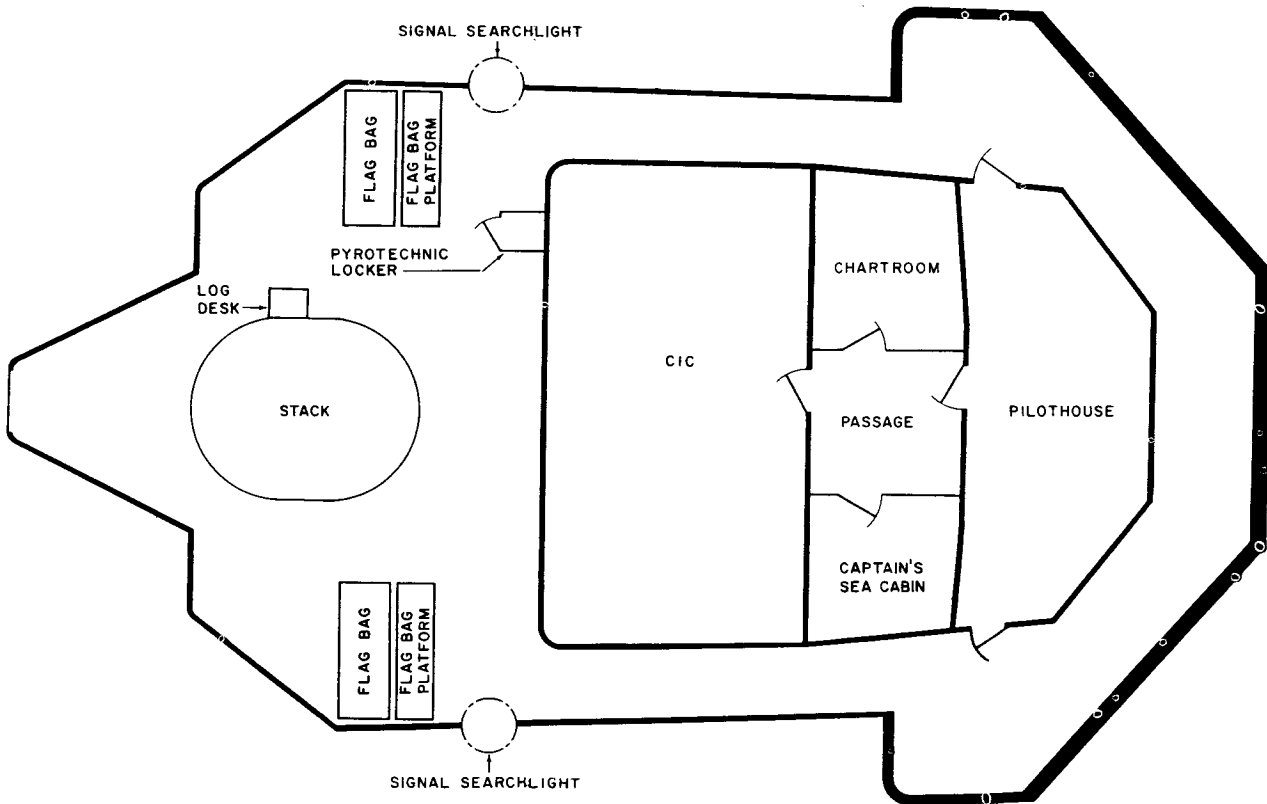 SIGNAL SEARCHLIGHT
FLAG BAG
FLAG BAG
PLATFORM
PYROTECHNIC
LOCKER
LOG
DESK
STACK
CIC
CHARTROOM
PASSAGE
PILOTHOUSE
CAPTAIN'S
SEA CABIN
FLAG BAG
FLAG BAG
PLATFORM
SIGNAL SEARCHLIGHT